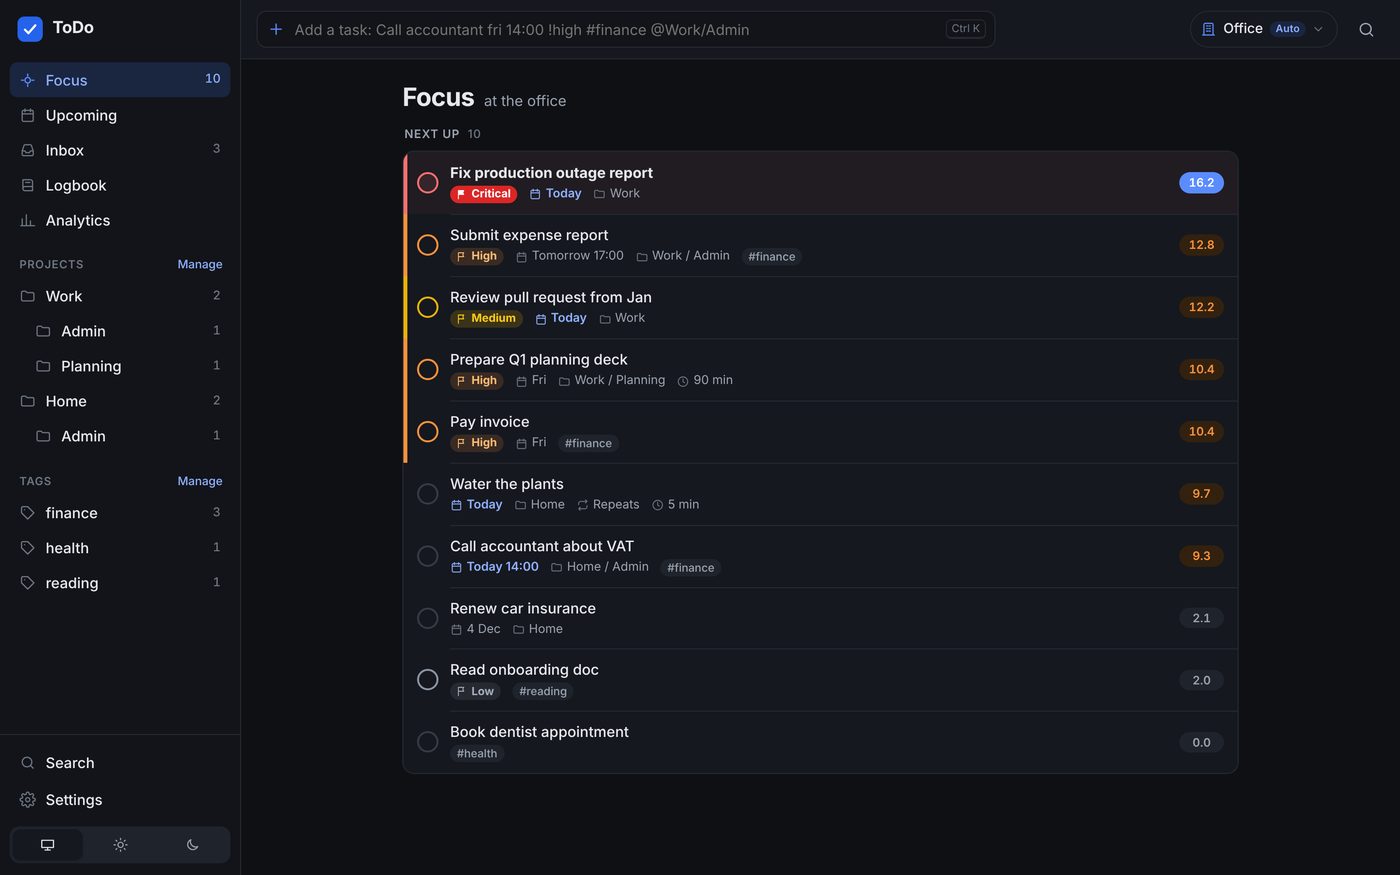 ToDo
Add a task: Call accountant fri 14:00 !high #finance @Work/Admin
Ctrl K
Office Auto
Focus 10
Upcoming
Inbox 3
Logbook
Analytics
PROJECTS Manage
Work 2
Admin 1
Planning 1
Home 2
Admin 1
TAGS Manage
finance 3
health 1
reading 1
Search
Settings
Focus at the office
NEXT UP 10
Fix production outage report
Critical Today Work
16.2
Submit expense report
High Tomorrow 17:00 Work / Admin #finance
12.8
Review pull request from Jan
Medium Today Work
12.2
Prepare Q1 planning deck
High Fri Work / Planning 90 min
10.4
Pay invoice
High Fri #finance
10.4
Water the plants
Today Home Repeats 5 min
9.7
Call accountant about VAT
Today 14:00 Home / Admin #finance
9.3
Renew car insurance
4 Dec Home
2.1
Read onboarding doc
Low #reading
2.0
Book dentist appointment
#health
0.0